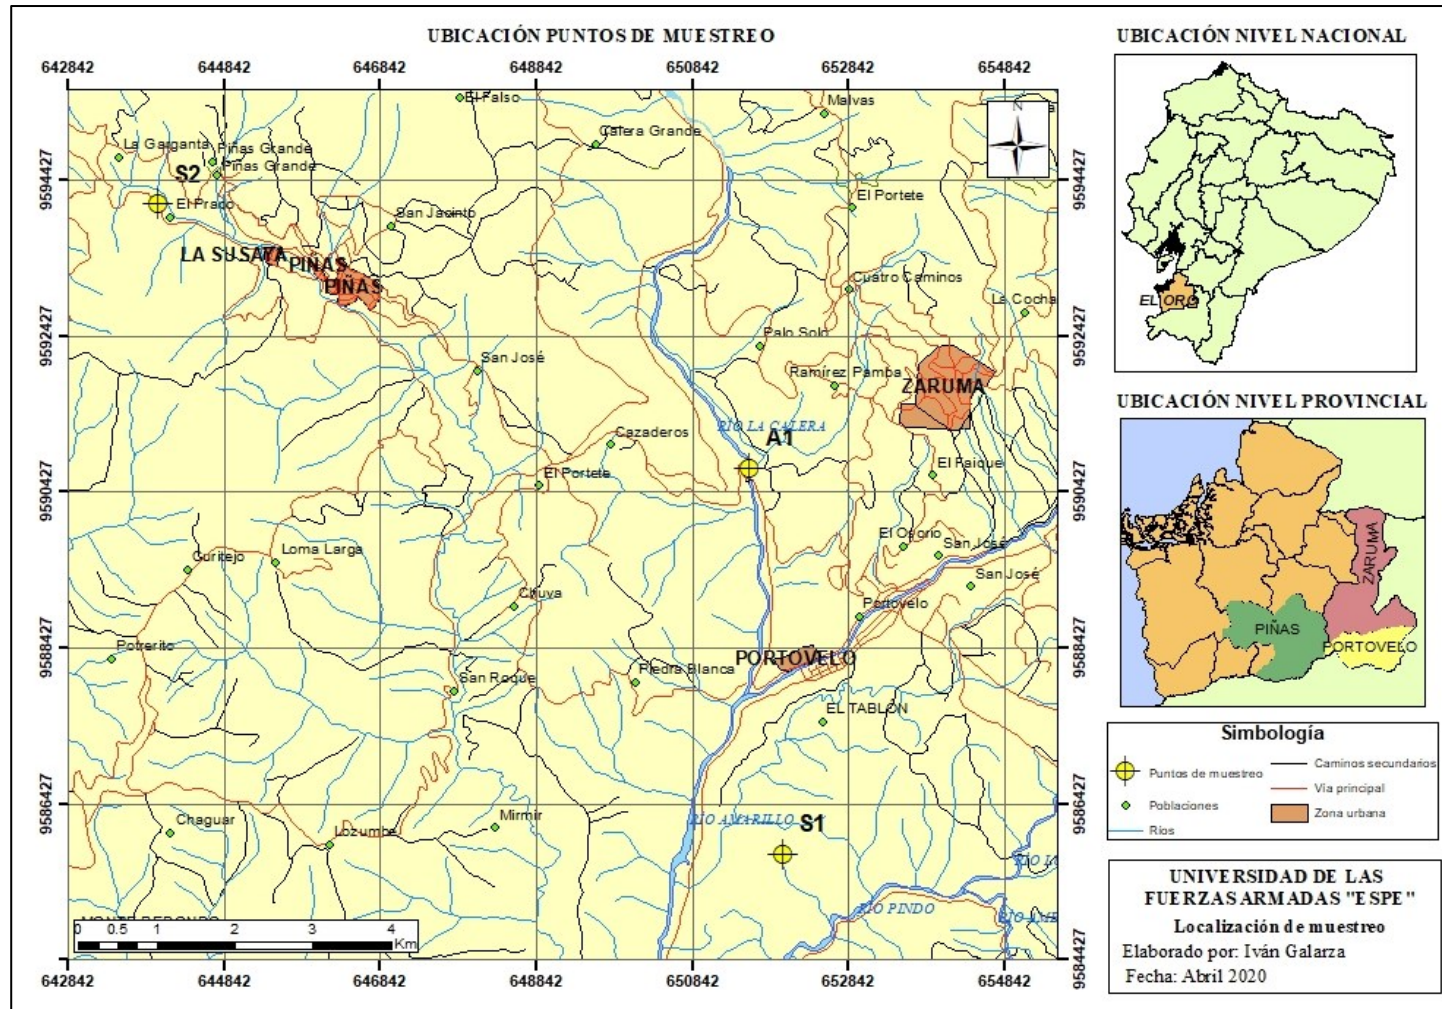 UBICACIÓN PUNTOS DE MUESTREO
642842 644842 646842 648842 650842 652842 654842
El Falso
Malvas
Calera Grande
N
La Garganta
Piñas Grande
Piñas Grande
S2
El Portete
El Prado
San Jacinto
LA SUSAYA
PIÑAS
PIÑAS
Cuatro Caminos
La Cocha
Palo Solo
San José
Ramírez Pamba
ZARUMA
RÍO LA CALERA
A1
Cazaderos
El Portete
El Faique
El Osorio
San José
Loma Larga
Curitejo
San José
Chuva
Portovelo
Potrerito
PORTOVELO
Piedra Blanca
San Roque
EL TABLÓN
Chaguar
Mirmir
RÍO AMARILLO
S1
Lozumbe
RÍO PINDO
MONTE REDONDO
0 0.5 1 2 3 4
Km
9594427
9592427
9590427
9588427
9586427
9584427
9594427
9592427
9590427
9588427
9586427
9584427
642842 644842 646842 648842 650842 652842 654842
UBICACIÓN NIVEL NACIONAL
EL ORO
UBICACIÓN NIVEL PROVINCIAL
ZARUMA
PIÑAS
PORTOVELO
Simbología
Puntos de muestreo
Poblaciones
Ríos
Caminos secundarios
Vía principal
Zona urbana
UNIVERSIDAD DE LAS
FUERZAS ARMADAS "ESPE"
Localización de muestreo
Elaborado por: Iván Galarza
Fecha: Abril 2020